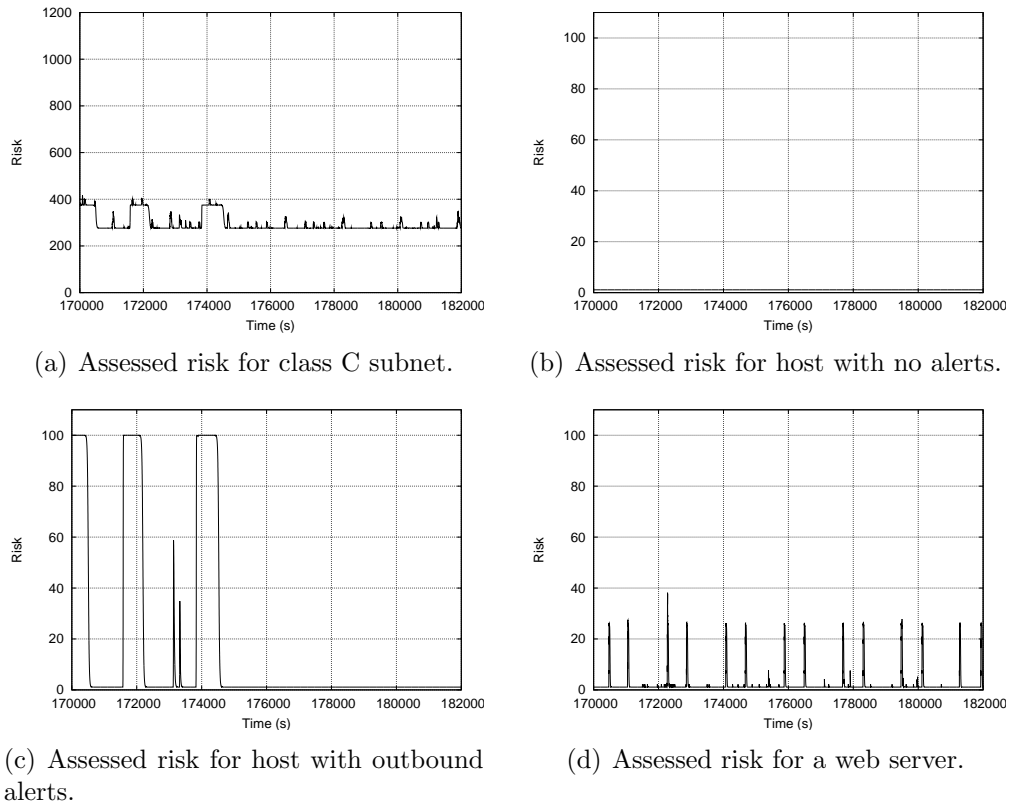 1200
1000
800
600
400
200
0
Risk
170000 172000 174000 176000 178000 180000 182000
Time (s)
(a) Assessed risk for class C subnet.
100
80
60
40
20
0
Risk
170000 172000 174000 176000 178000 180000 182000
Time (s)
(b) Assessed risk for host with no alerts.
100
80
60
40
20
0
Risk
170000 172000 174000 176000 178000 180000 182000
Time (s)
(c) Assessed risk for host with outbound
alerts.
100
80
60
40
20
0
Risk
170000 172000 174000 176000 178000 180000 182000
Time (s)
(d) Assessed risk for a web server.